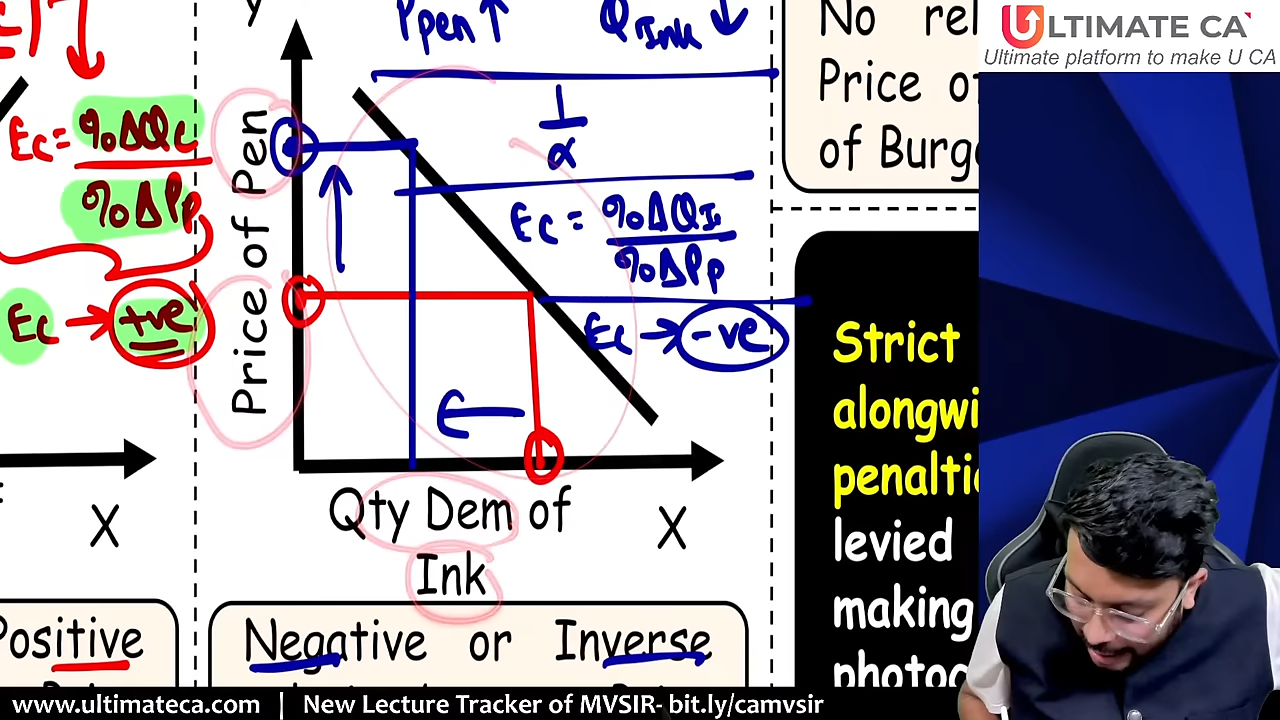 Ppen ↑ QInk ↓
1
α
Ec = %ΔQc
%ΔPp
Ec → +ve
Price of Pen
Ec = %ΔQI
%ΔPp
Ec → -ve
Qty Dem of
Ink
X
X
Positive
Negative or Inverse
No rel
Price of
of Burge
Strict
alongwi
penaltie
levied
making
photoc
ULTIMATE CA
Ultimate platform to make U CA
www.ultimateca.com | New Lecture Tracker of MVSIR- bit.ly/camvsir